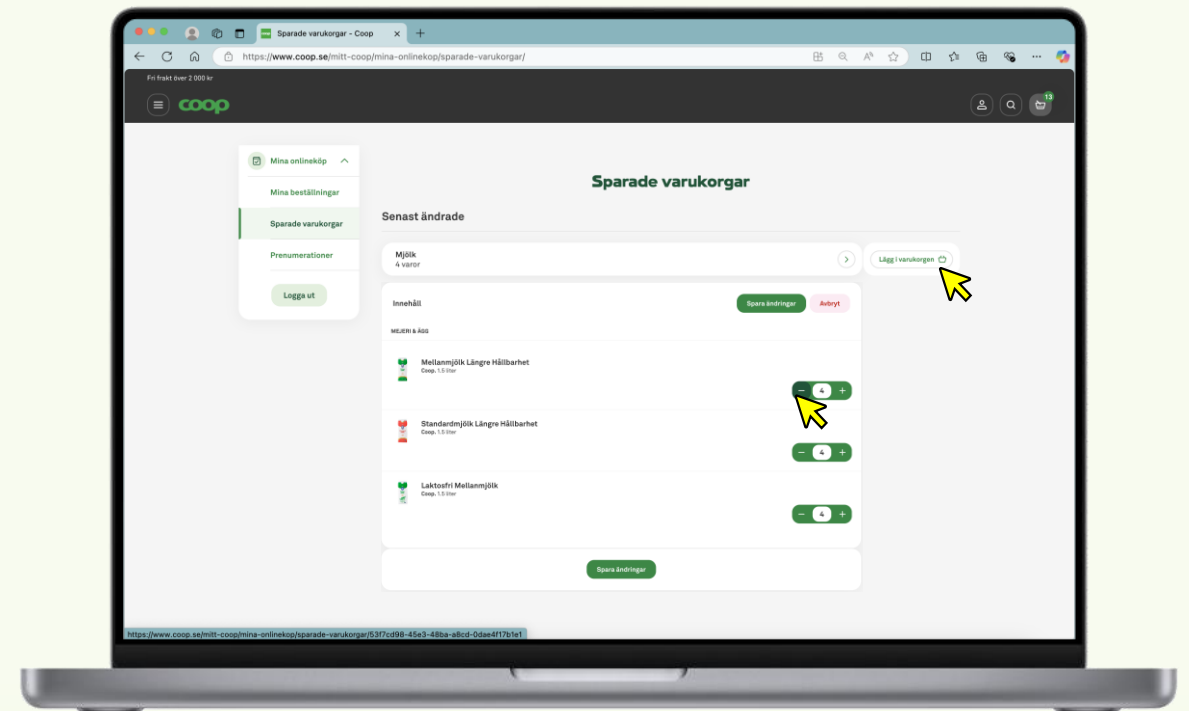 Sparade varukorgar - Coop
https://www.coop.se/mitt-coop/mina-onlinekop/sparade-varukorgar/
Fri frakt över 2 000 kr
coop
13
Mina onlineköp
Mina beställningar
Sparade varukorgar
Prenumerationer
Logga ut
Sparade varukorgar
Senast ändrade
Mjölk
4 varor
Lägg i varukorgen
Innehåll
Spara ändringar
Avbryt
MEJERI & ÄGG
Mellanmjölk Längre Hållbarhet
Coop. 1.5 liter
- 4 +
Standardmjölk Längre Hållbarhet
Coop. 1.5 liter
- 4 +
Laktosfri Mellanmjölk
Coop. 1.5 liter
- 4 +
Spara ändringar
https://www.coop.se/mitt-coop/mina-onlinekop/sparade-varukorgar/53f7cd98-45e3-48ba-a8cd-0dae4f17b1e1